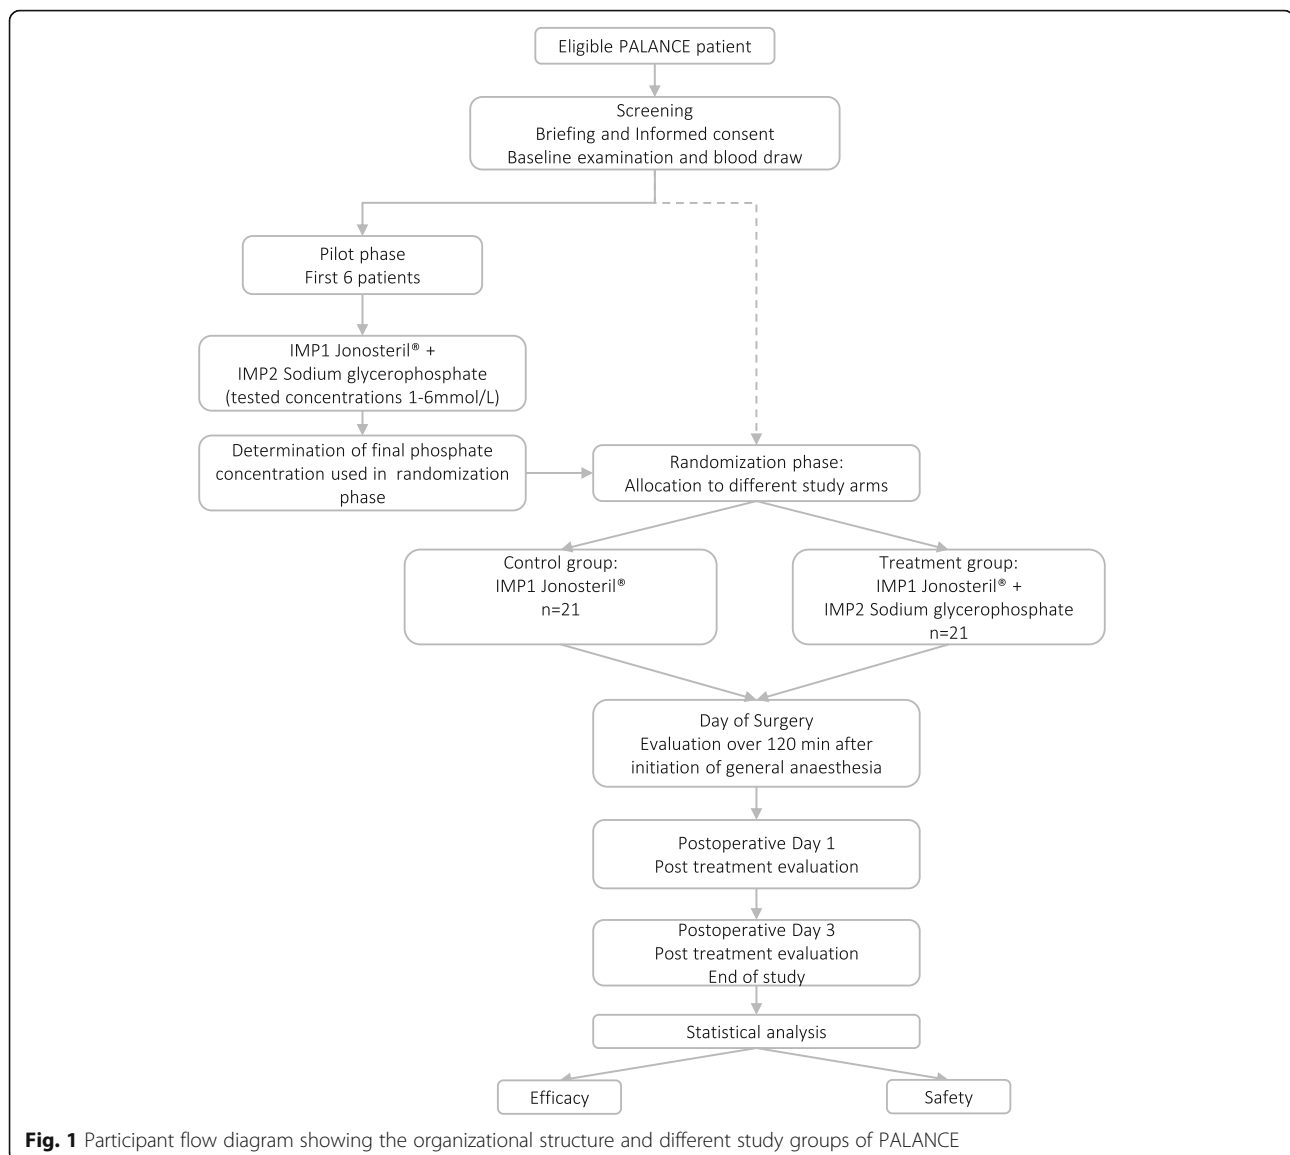 Eligible PALANCE patient
Screening
Briefing and Informed consent
Baseline examination and blood draw
Pilot phase
First 6 patients
IMP1 Jonosteril® +
IMP2 Sodium glycerophosphate
(tested concentrations 1-6mmol/L)
Determination of final phosphate
concentration used in randomization
phase
Randomization phase:
Allocation to different study arms
Control group:
IMP1 Jonosteril®
n=21
Treatment group:
IMP1 Jonosteril® +
IMP2 Sodium glycerophosphate
n=21
Day of Surgery
Evaluation over 120 min after
initiation of general anaesthesia
Postoperative Day 1
Post treatment evaluation
Postoperative Day 3
Post treatment evaluation
End of study
Statistical analysis
Efficacy
Safety
Fig. 1 Participant flow diagram showing the organizational structure and different study groups of PALANCE